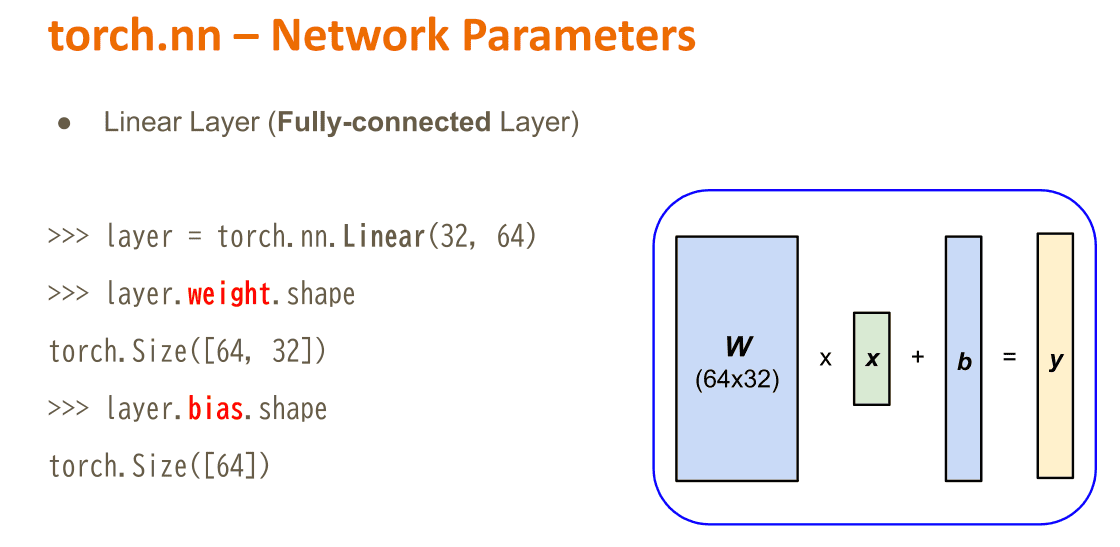 torch.nn – Network Parameters
● Linear Layer (Fully-connected Layer)
>>> layer = torch.nn.Linear(32, 64)
>>> layer.weight.shape
torch.Size([64, 32])
>>> layer.bias.shape
torch.Size([64])
W
(64x32)
x x + b = y